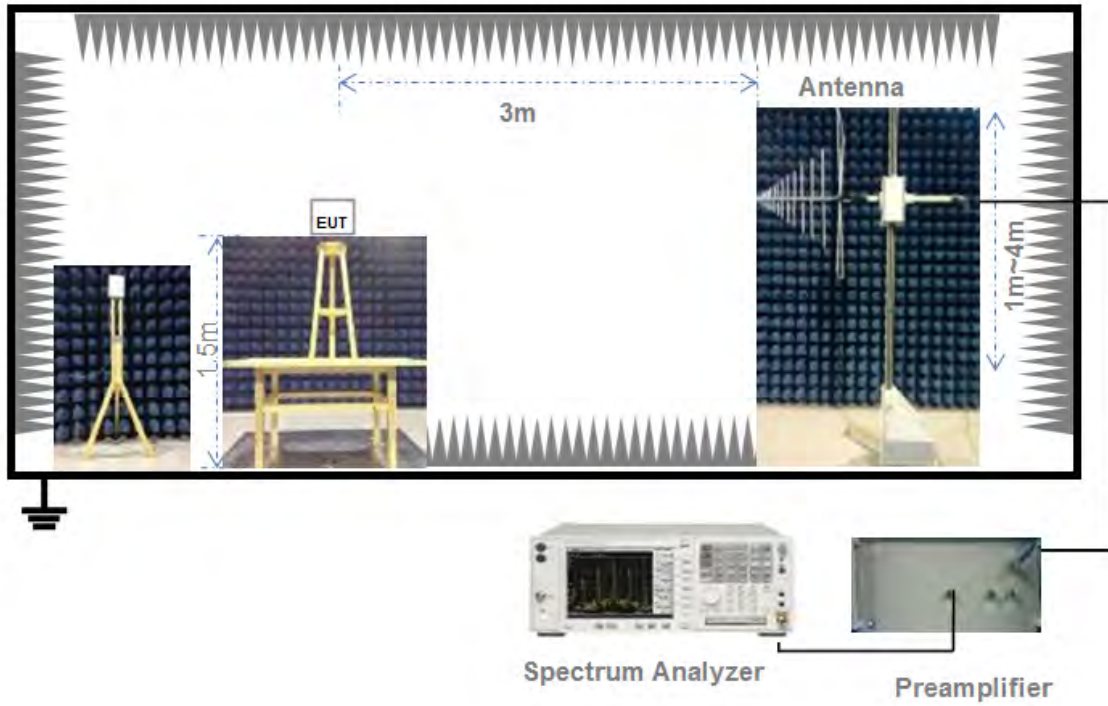 Antenna
3m
EUT
1.5m
1m~4m
Spectrum Analyzer
Preamplifier